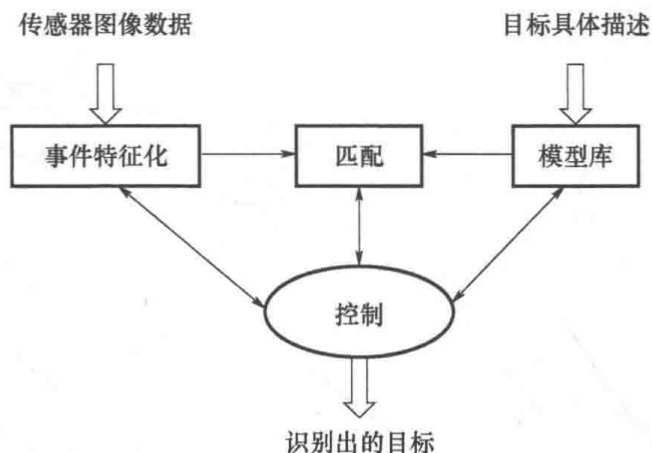 传感器图像数据
目标具体描述
事件特征化
匹配
模型库
控制
识别出的目标